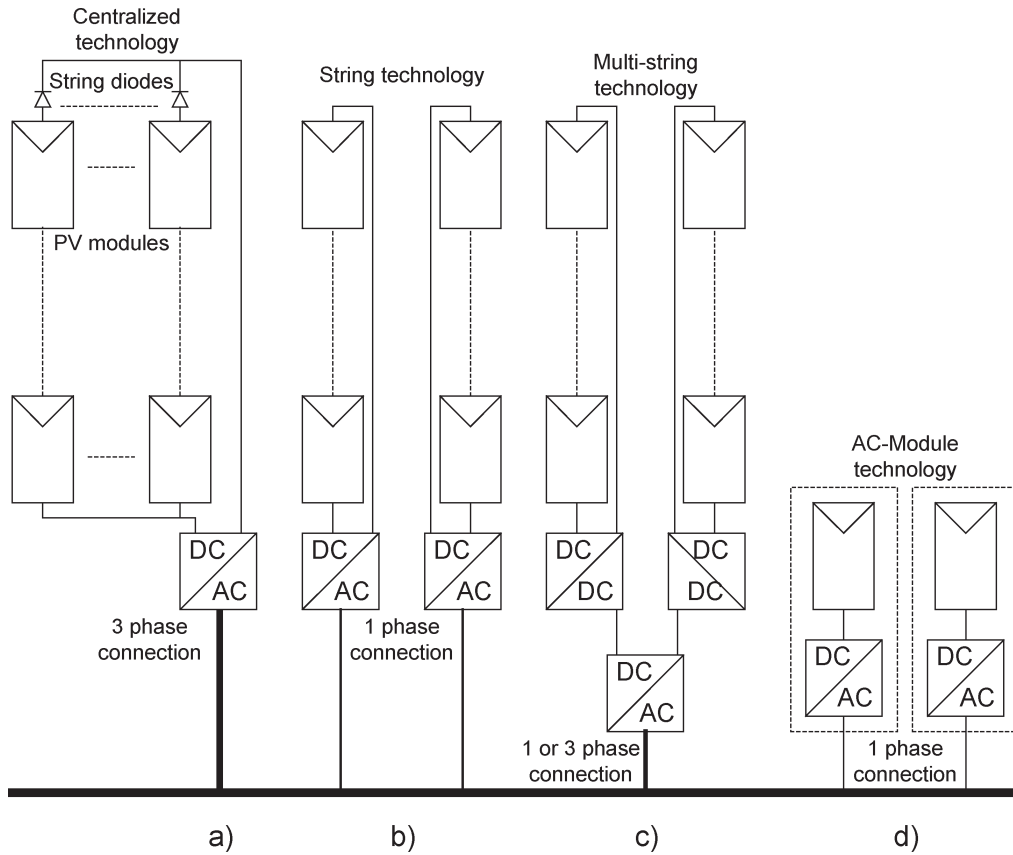 Centralized
technology
String diodes
PV modules
DC
AC
3 phase
connection
a)
String technology
DC
AC
DC
AC
1 phase
connection
b)
Multi-string
technology
DC
DC
DC
DC
DC
AC
1 or 3 phase
connection
c)
AC-Module
technology
DC
AC
DC
AC
1 phase
connection
d)